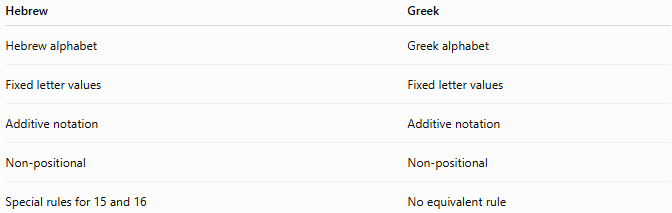 Hebrew Greek
Hebrew alphabet Greek alphabet
Fixed letter values Fixed letter values
Additive notation Additive notation
Non-positional Non-positional
Special rules for 15 and 16 No equivalent rule